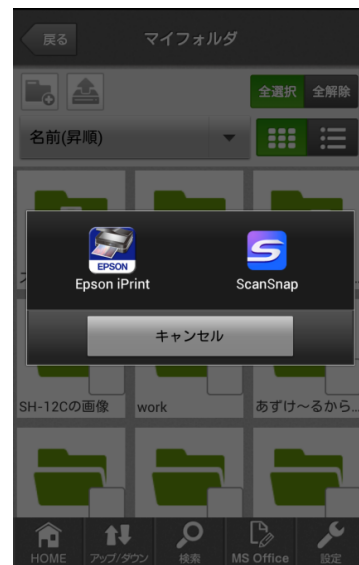 戻る
マイフォルダ
全選択
全解除
名前(昇順)
EPSON
Epson iPrint
ScanSnap
キャンセル
SH-12Cの画像
work
あずけ〜るから...
HOME
アップ/ダウン
検索
MS Office
設定